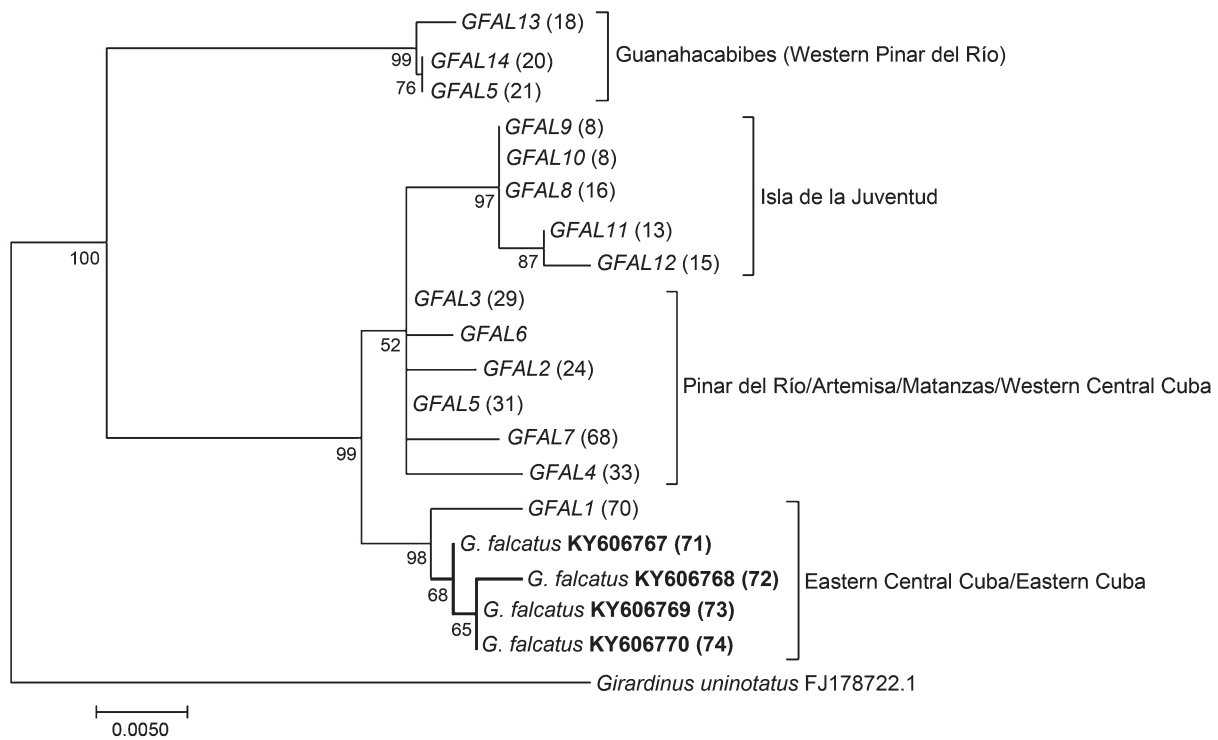 GFAL13 (18)
99
GFAL14 (20)
Guanahacabibes (Western Pinar del Río)
76
GFAL5 (21)
GFAL9 (8)
GFAL10 (8)
GFAL8 (16)
97
Isla de la Juventud
GFAL11 (13)
87
GFAL12 (15)
100
GFAL3 (29)
GFAL6
52
GFAL2 (24)
Pinar del Río/Artemisa/Matanzas/Western Central Cuba
GFAL5 (31)
GFAL7 (68)
99
GFAL4 (33)
GFAL1 (70)
G. falcatus KY606767 (71)
98
G. falcatus KY606768 (72)
Eastern Central Cuba/Eastern Cuba
68
G. falcatus KY606769 (73)
65
G. falcatus KY606770 (74)
Girardinus uninotatus FJ178722.1
0.0050